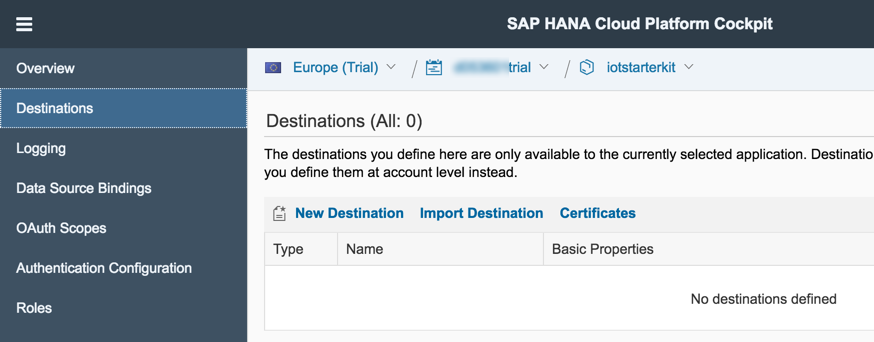 SAP HANA Cloud Platform Cockpit
Overview
Destinations
Logging
Data Source Bindings
OAuth Scopes
Authentication Configuration
Roles
Europe (Trial) / trial / iotstarterkit
Destinations (All: 0)
The destinations you define here are only available to the currently selected application.
you define them at account level instead.
New Destination Import Destination Certificates
Type Name Basic Properties
No destinations defined